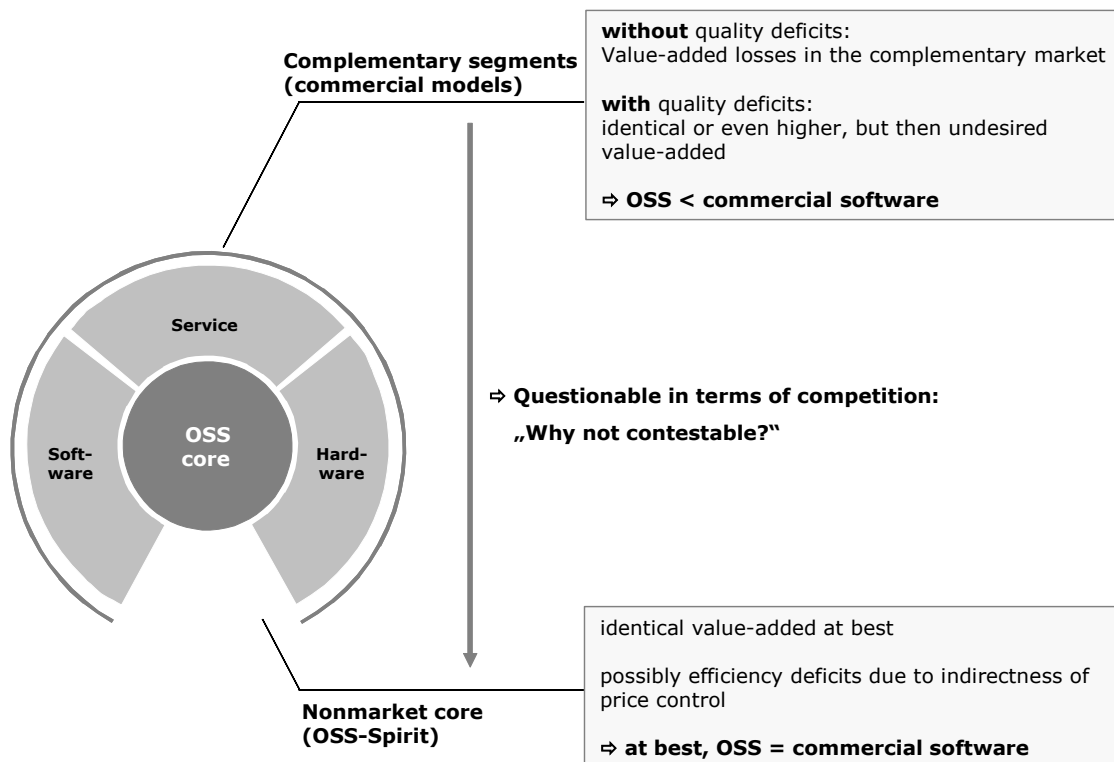 Complementary segments
(commercial models)
without quality deficits:
Value-added losses in the complementary market
with quality deficits:
identical or even higher, but then undesired
value-added
⇨ OSS < commercial software
Service
OSS
core
Soft-
ware
Hard-
ware
⇨ Questionable in terms of competition:
„Why not contestable?“
Nonmarket core
(OSS-Spirit)
identical value-added at best
possibly efficiency deficits due to indirectness of
price control
⇨ at best, OSS = commercial software